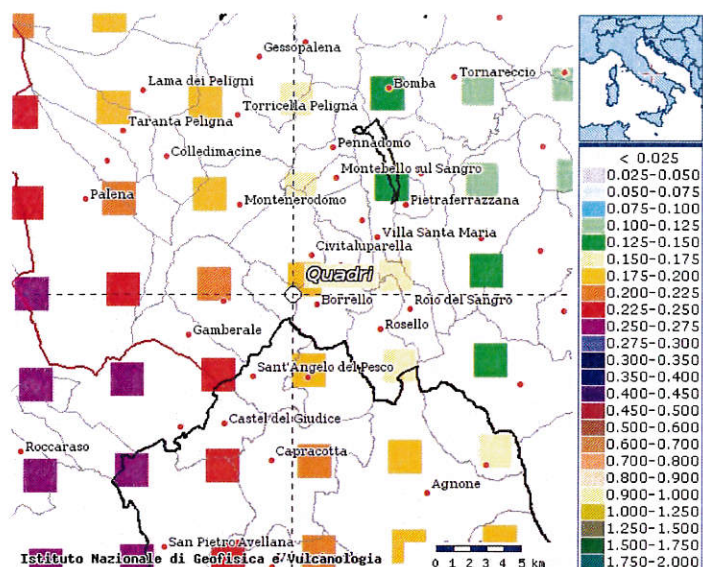 Gessopalena
Lama dei Peligni
Bomba
Tornareccio
Torricella Peligna
Taranta Peligna
Pennadomo
Colledimacine
Montebello sul Sangro
Palena
Montenerodomo
Pietraferrazzana
Villa Santa Maria
Civitaluparella
Quadri
Borrello
Roio del Sangro
Gamberale
Rosello
Sant'Angelo del Pesco
Castel del Giudice
Roccaraso
Capracotta
Agnone
San Pietro Avellana
Istituto Nazionale di Geofisica e Vulcanologia
0 1 2 3 4 5 km
< 0.025
0.025-0.050
0.050-0.075
0.075-0.100
0.100-0.125
0.125-0.150
0.150-0.175
0.175-0.200
0.200-0.225
0.225-0.250
0.250-0.275
0.275-0.300
0.300-0.350
0.350-0.400
0.400-0.450
0.450-0.500
0.500-0.600
0.600-0.700
0.700-0.800
0.800-0.900
0.900-1.000
1.000-1.250
1.250-1.500
1.500-1.750
1.750-2.000